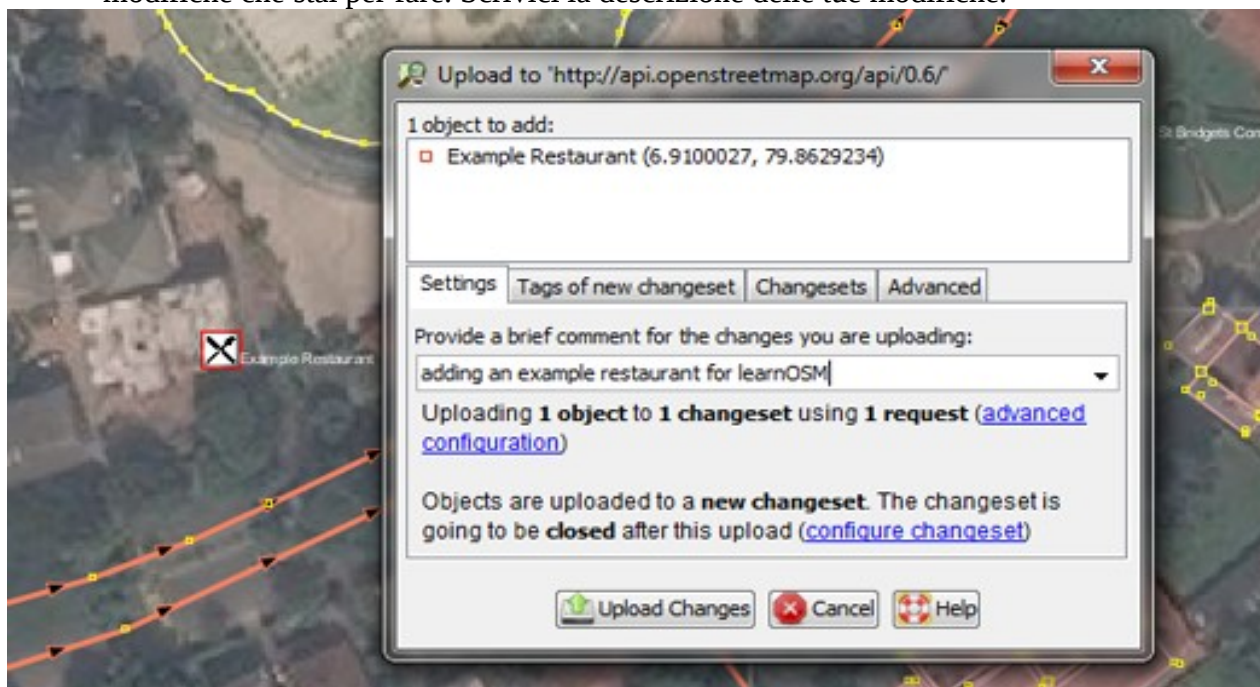 modifiche che stai per fare. Scrivici la descrizione delle tue modifiche.
Upload to 'http://api.openstreetmap.org/api/0.6/'
1 object to add:
Example Restaurant (6.9100027, 79.8629234)
St Bridgets Con
Settings Tags of new changeset Changesets Advanced
Provide a brief comment for the changes you are uploading:
Example Restaurant
adding an example restaurant for learnOSM
Uploading 1 object to 1 changeset using 1 request (advanced
configuration)
Objects are uploaded to a new changeset. The changeset is
going to be closed after this upload (configure changeset)
Upload Changes Cancel Help